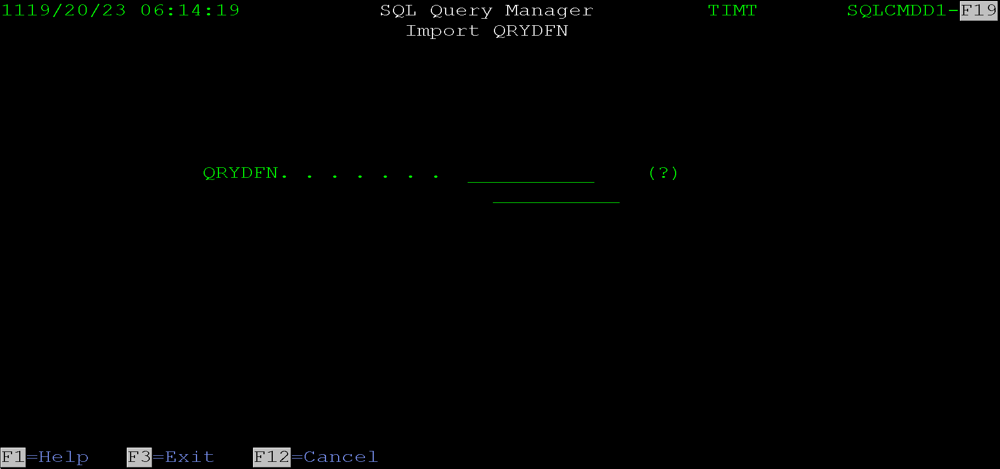 1119/20/23 06:14:19 SQL Query Manager TIMT SQLCMDD1-F19
Import QRYDFN
QRYDFN. . . . . . . (?)
F1=Help F3=Exit F12=Cancel